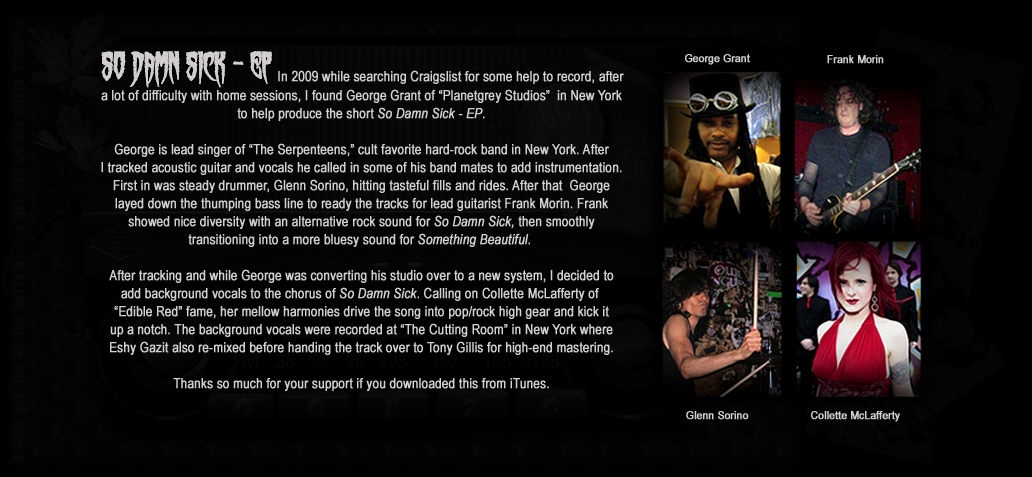 SO DAMN SICK - EP In 2009 while searching Craigslist for some help to record, after
a lot of difficulty with home sessions, I found George Grant of “Planetgrey Studios” in New York
to help produce the short So Damn Sick - EP.
George is lead singer of “The Serpenteens,” cult favorite hard-rock band in New York. After
I tracked acoustic guitar and vocals he called in some of his band mates to add instrumentation.
First in was steady drummer, Glenn Sorino, hitting tasteful fills and rides. After that George
layed down the thumping bass line to ready the tracks for lead guitarist Frank Morin. Frank
showed nice diversity with an alternative rock sound for So Damn Sick, then smoothly
transitioning into a more bluesy sound for Something Beautiful.
After tracking and while George was converting his studio over to a new system, I decided to
add background vocals to the chorus of So Damn Sick. Calling on Collette McLafferty of
“Edible Red” fame, her mellow harmonies drive the song into pop/rock high gear and kick it
up a notch. The background vocals were recorded at “The Cutting Room” in New York where
Eshy Gazit also re-mixed before handing the track over to Tony Gillis for high-end mastering.
Thanks so much for your support if you downloaded this from iTunes.
George Grant
Frank Morin
Glenn Sorino
Collette McLafferty